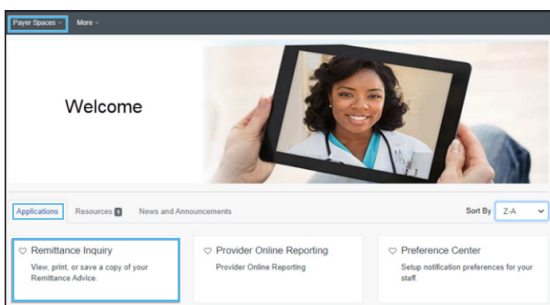 Payer Spaces More
Welcome
Applications Resources 1 News and Announcements Sort By Z-A
Remittance Inquiry
View, print, or save a copy of your
Remittance Advice.
Provider Online Reporting
Provider Online Reporting
Preference Center
Setup notification preferences for your
staff.